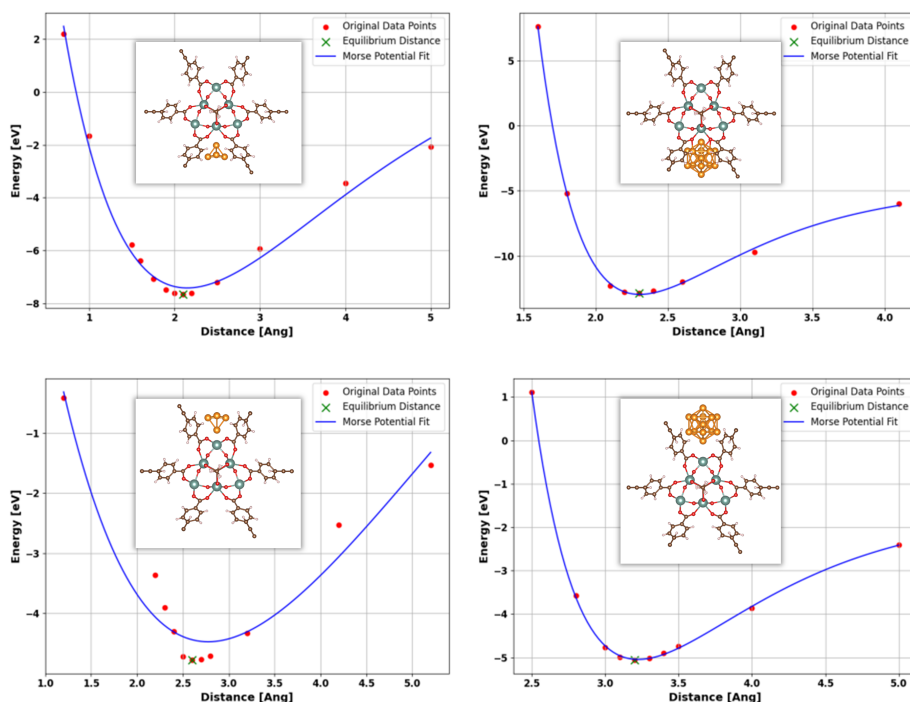 Original Data Points
Equilibrium Distance
Morse Potential Fit
Energy [eV]
2
0
−2
−4
−6
−8
1
2
3
4
5
Distance [Ang]
Original Data Points
Equilibrium Distance
Morse Potential Fit
Energy [eV]
5
0
−5
−10
1.5
2.0
2.5
3.0
3.5
4.0
Distance [Ang]
Original Data Points
Equilibrium Distance
Morse Potential Fit
Energy [eV]
−1
−2
−3
−4
1.0
1.5
2.0
2.5
3.0
3.5
4.0
4.5
5.0
Distance [Ang]
Original Data Points
Equilibrium Distance
Morse Potential Fit
Energy [eV]
1
0
−1
−2
−3
−4
−5
2.5
3.0
3.5
4.0
4.5
5.0
Distance [Ang]